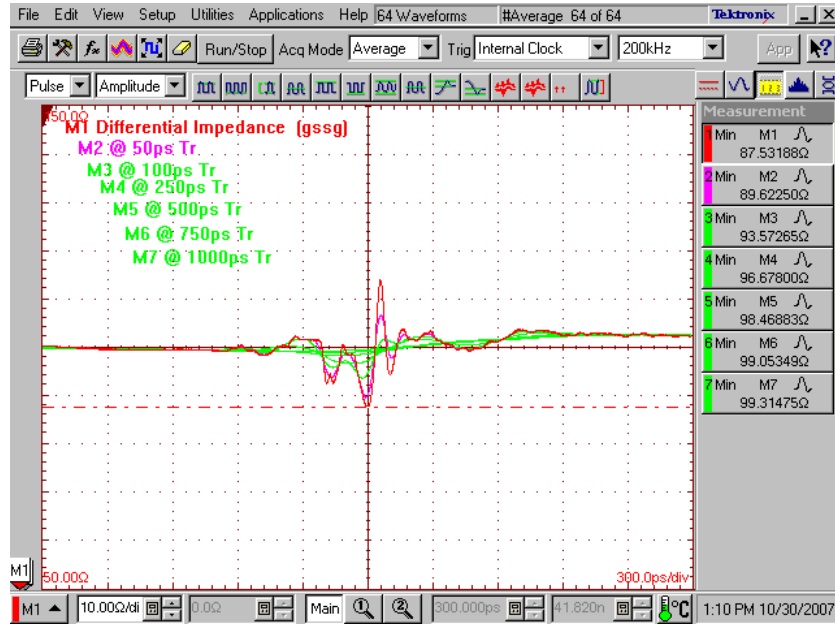 File Edit View Setup Utilities Applications Help 64 Waveforms #Average 64 of 64 Tektronix
Run/Stop Acq Mode Average Trig Internal Clock 200kHz App
Pulse Amplitude
150.0Ω
M1 Differential Impedance (gssg)
M2 @ 50ps Tr
M3 @ 100ps Tr
M4 @ 250ps Tr
M5 @ 500ps Tr
M6 @ 750ps Tr
M7 @ 1000ps Tr
50.00Ω
300.0ps/div
Measurement
1 Min M1
87.53188Ω
2 Min M2
89.62250Ω
3 Min M3
93.57265Ω
4 Min M4
96.67800Ω
5 Min M5
98.46883Ω
6 Min M6
99.05349Ω
7 Min M7
99.31475Ω
M1
M1 10.00Ω/di 0.0Ω Main 1 2 300.000ps 41.820n °C 1:10 PM 10/30/2007